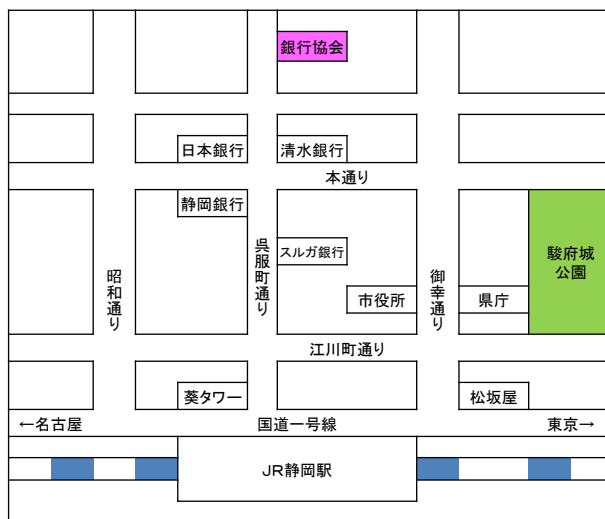 銀行協会
日本銀行
清水銀行
本通り
静岡銀行
昭和通り
呉服町通り
スルガ銀行
御幸通り
駿府城
公園
市役所
県庁
江川町通り
葵タワー
松坂屋
←名古屋
国道一号線
東京→
JR静岡駅